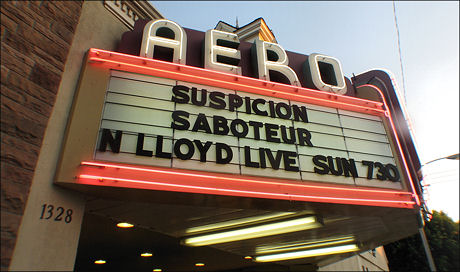 AERO
SUSPICION
SABOTEUR
N LLOYD LIVE SUN 730
1328